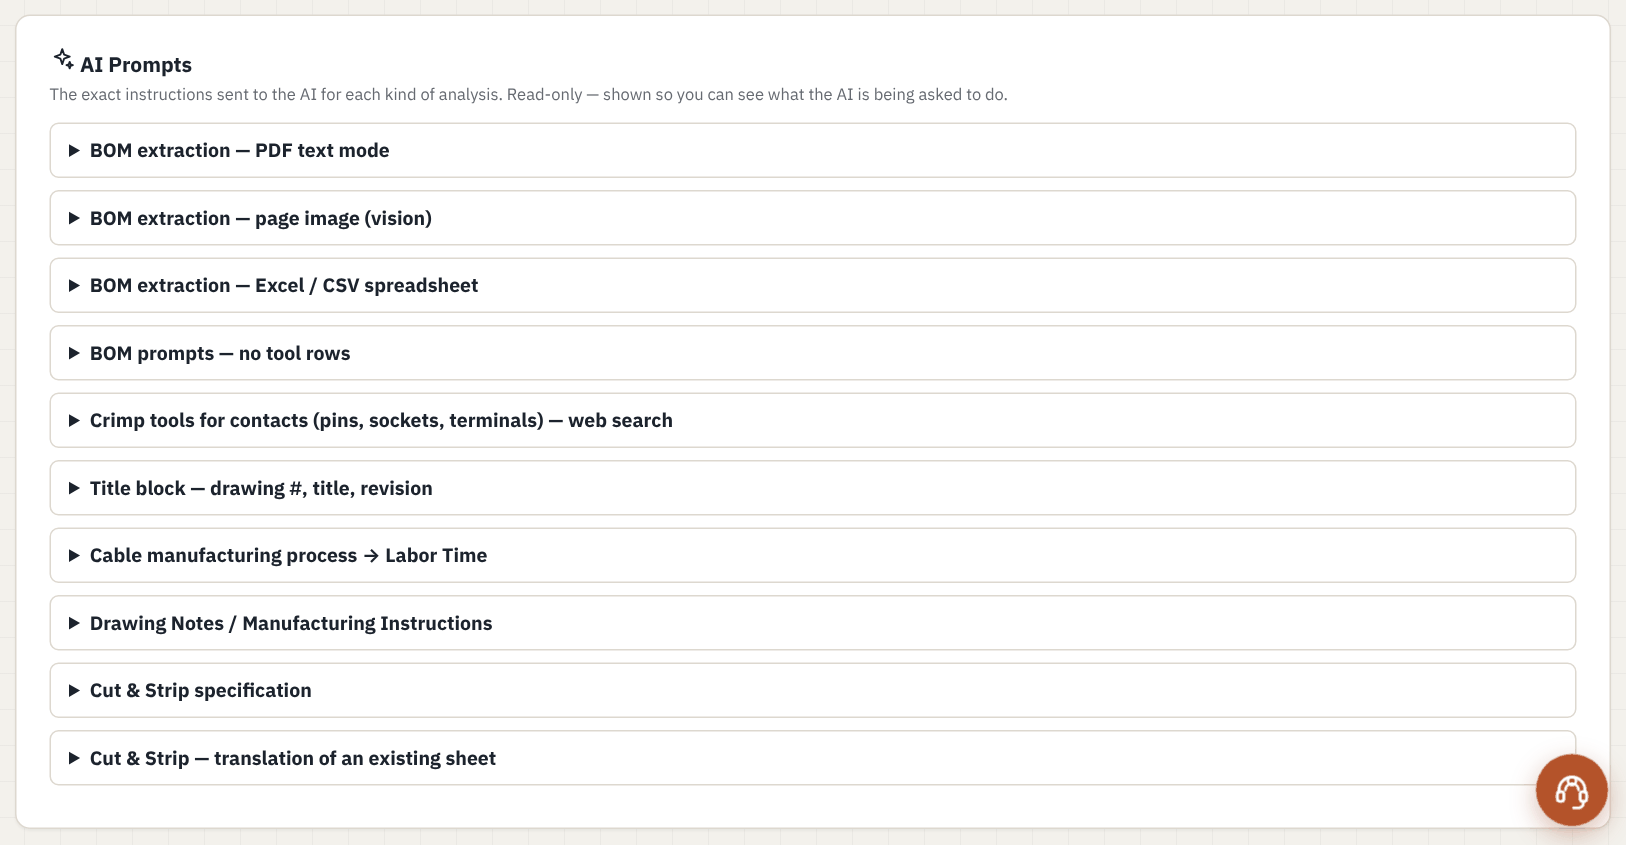 AI Prompts
The exact instructions sent to the AI for each kind of analysis. Read-only — shown so you can see what the AI is being asked to do.
BOM extraction — PDF text mode
BOM extraction — page image (vision)
BOM extraction — Excel / CSV spreadsheet
BOM prompts — no tool rows
Crimp tools for contacts (pins, sockets, terminals) — web search
Title block — drawing #, title, revision
Cable manufacturing process → Labor Time
Drawing Notes / Manufacturing Instructions
Cut & Strip specification
Cut & Strip — translation of an existing sheet